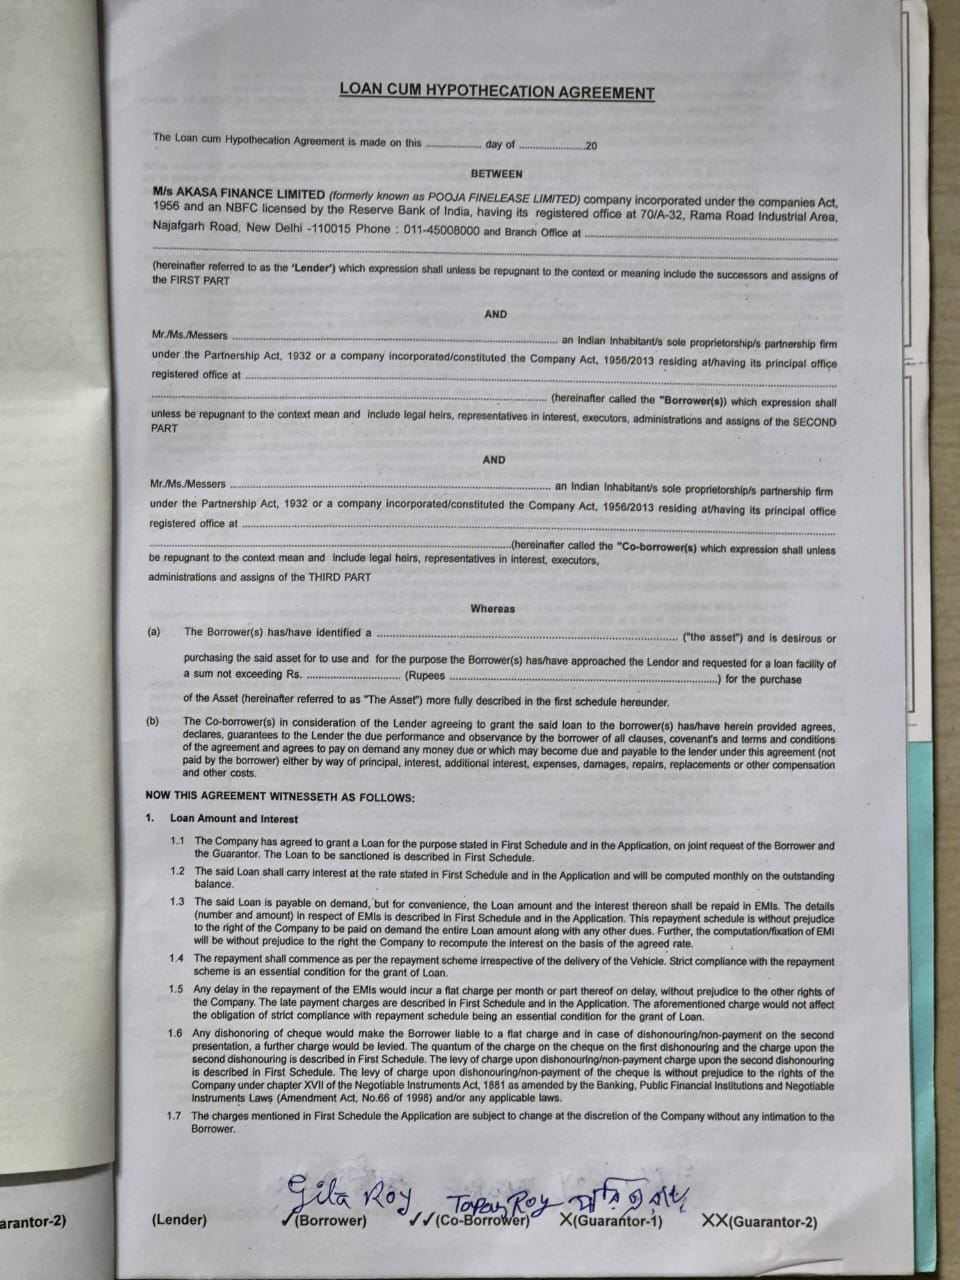 LOAN CUM HYPOTHECATION AGREEMENT
The Loan cum Hypothecation Agreement is made on this .................. day of .....................20
BETWEEN
M/s AKASA FINANCE LIMITED (formerly known as POOJA FINELEASE LIMITED) company incorporated under the companies Act,
1956 and an NBFC licensed by the Reserve Bank of India, having its registered office at 70/A-32, Rama Road Industrial Area,
Najafgarh Road, New Delhi -110015 Phone : 011-45008000 and Branch Office at ..........................
..........................
(hereinafter referred to as the 'Lender') which expression shall unless be repugnant to the context or meaning include the successors and assigns of
the FIRST PART
AND
Mr./Ms./Messers .......................... an Indian Inhabitant/s sole proprietorship/s partnership firm
under the Partnership Act, 1932 or a company incorporated/constituted the Company Act, 1956/2013 residing at/having its principal office
registered office at ..........................
.......................... (hereinafter called the "Borrower(s)) which expression shall
unless be repugnant to the context mean and include legal heirs, representatives in interest, executors, administrations and assigns of the SECOND
PART
AND
Mr./Ms./Messers .......................... an Indian Inhabitant/s sole proprietorship/s partnership firm
under the Partnership Act, 1932 or a company incorporated/constituted the Company Act, 1956/2013 residing at/having its principal office
registered office at ..........................
..........................(hereinafter called the "Co-borrower(s) which expression shall unless
be repugnant to the context mean and include legal heirs, representatives in interest, executors,
administrations and assigns of the THIRD PART
Whereas
(a) The Borrower(s) has/have identified a .......................... ("the asset") and is desirous or
purchasing the said asset for to use and for the purpose the Borrower(s) has/have approached the Lendor and requested for a loan facility of
a sum not exceeding Rs. .......................... (Rupees ..........................) for the purchase
of the Asset (hereinafter referred to as "The Asset") more fully described in the first schedule hereunder.
(b) The Co-borrower(s) in consideration of the Lender agreeing to grant the said loan to the borrower(s) has/have herein provided agrees,
declares, guarantees to the Lender the due performance and observance by the borrower of all clauses, covenant's and terms and conditions
of the agreement and agrees to pay on demand any money due or which may become due and payable to the lender under this agreement (not
paid by the borrower) either by way of principal, interest, additional interest, expenses, damages, repairs, replacements or other compensation
and other costs.
NOW THIS AGREEMENT WITNESSETH AS FOLLOWS:
1. Loan Amount and Interest
1.1 The Company has agreed to grant a Loan for the purpose stated in First Schedule and in the Application, on joint request of the Borrower and
the Guarantor. The Loan to be sanctioned is described in First Schedule.
1.2 The said Loan shall carry interest at the rate stated in First Schedule and in the Application and will be computed monthly on the outstanding
balance.
1.3 The said Loan is payable on demand, but for convenience, the Loan amount and the interest thereon shall be repaid in EMIs. The details
(number and amount) in respect of EMIs is described in First Schedule and in the Application. This repayment schedule is without prejudice
to the right of the Company to be paid on demand the entire Loan amount along with any other dues. Further, the computation/fixation of EMI
will be without prejudice to the right the Company to recompute the interest on the basis of the agreed rate.
1.4 The repayment shall commence as per the repayment scheme irrespective of the delivery of the Vehicle. Strict compliance with the repayment
scheme is an essential condition for the grant of Loan.
1.5 Any delay in the repayment of the EMIs would incur a flat charge per month or part thereof on delay, without prejudice to the other rights of
the Company. The late payment charges are described in First Schedule and in the Application. The aforementioned charge would not affect
the obligation of strict compliance with repayment schedule being an essential condition for the grant of Loan.
1.6 Any dishonoring of cheque would make the Borrower liable to a flat charge and in case of dishonouring/non-payment on the second
presentation, a further charge would be levied. The quantum of the charge on the cheque on the first dishonouring and the charge upon the
second dishonouring is described in First Schedule. The levy of charge upon dishonouring/non-payment charge upon the second dishonouring
is described in First Schedule. The levy of charge upon dishonouring/non-payment of the cheque is without prejudice to the rights of the
Company under chapter XVII of the Negotiable Instruments Act, 1881 as amended by the Banking, Public Financial Institutions and Negotiable
Instruments Laws (Amendment Act, No.66 of 1998) and/or any applicable laws.
1.7 The charges mentioned in First Schedule the Application are subject to change at the discretion of the Company without any intimation to the
Borrower.
Gita Roy Tapan Roy
arantor-2) (Lender) ✓(Borrower) ✓✓(Co-Borrower) X(Guarantor-1) XX(Guarantor-2)